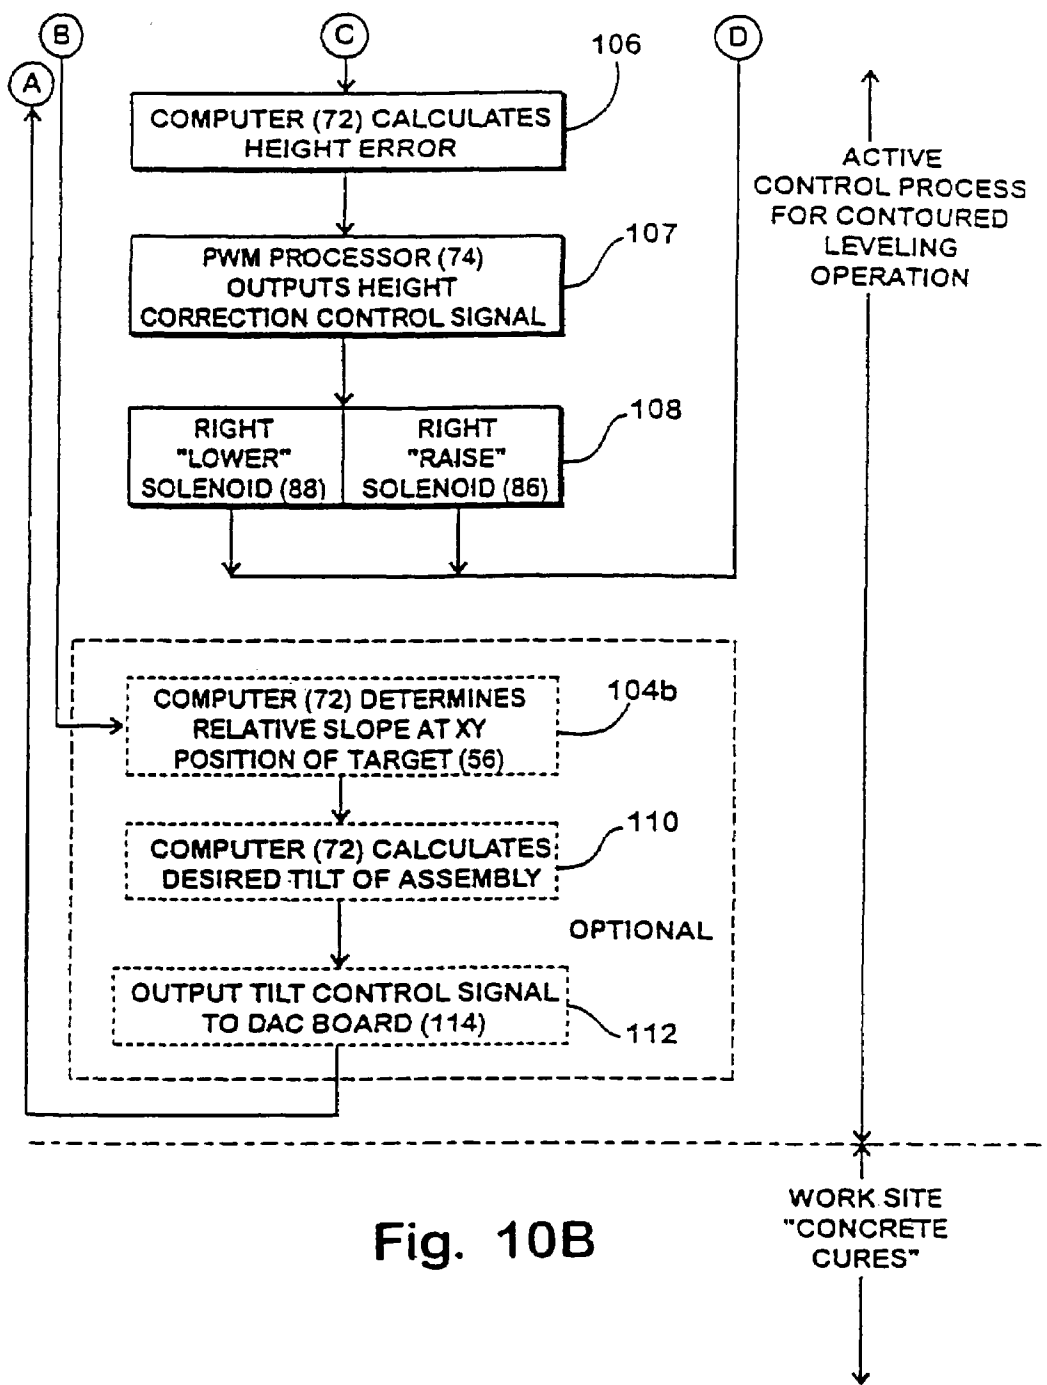 B
C
D
A
106
COMPUTER (72) CALCULATES
HEIGHT ERROR
ACTIVE
CONTROL PROCESS
FOR CONTOURED
LEVELING
OPERATION
107
PWM PROCESSOR (74)
OUTPUTS HEIGHT
CORRECTION CONTROL SIGNAL
108
RIGHT
"LOWER"
SOLENOID (88)
RIGHT
"RAISE"
SOLENOID (86)
104b
COMPUTER (72) DETERMINES
RELATIVE SLOPE AT XY
POSITION OF TARGET (56)
110
COMPUTER (72) CALCULATES
DESIRED TILT OF ASSEMBLY
OPTIONAL
OUTPUT TILT CONTROL SIGNAL
TO DAC BOARD (114)
112
WORK SITE
"CONCRETE
CURES"
Fig. 10B